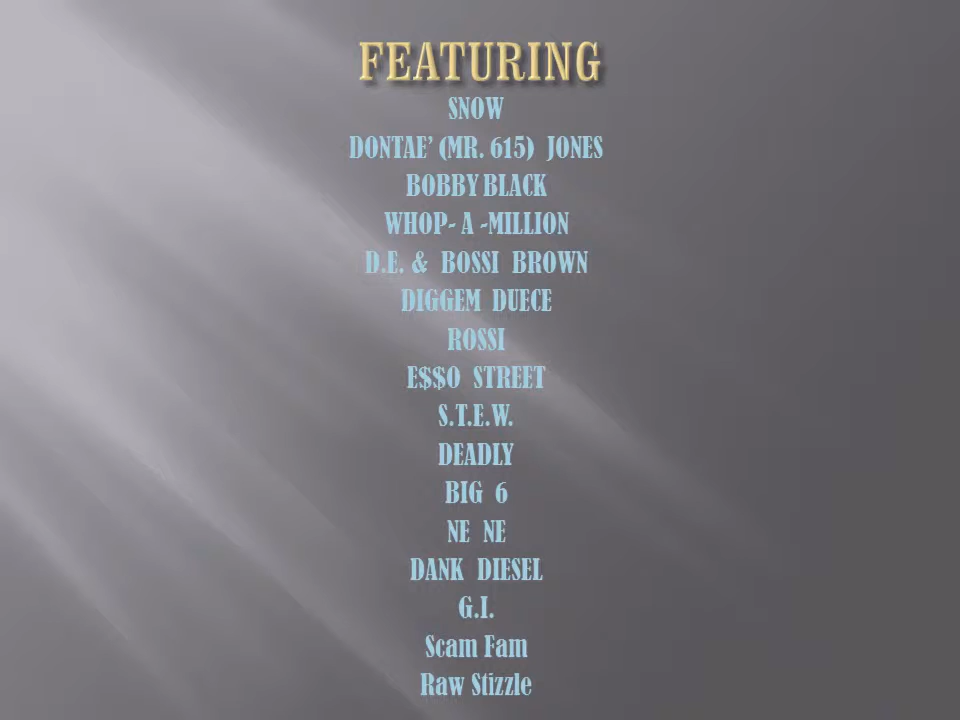 FEATURING
SNOW
DONTAE' (MR. 615) JONES
BOBBY BLACK
WHOP- A -MILLION
D.E. & BOSSI BROWN
DIGGEM DUECE
ROSSI
E$$O STREET
S.T.E.W.
DEADLY
BIG 6
NE NE
DANK DIESEL
G.I.
Scam Fam
Raw Stizzle